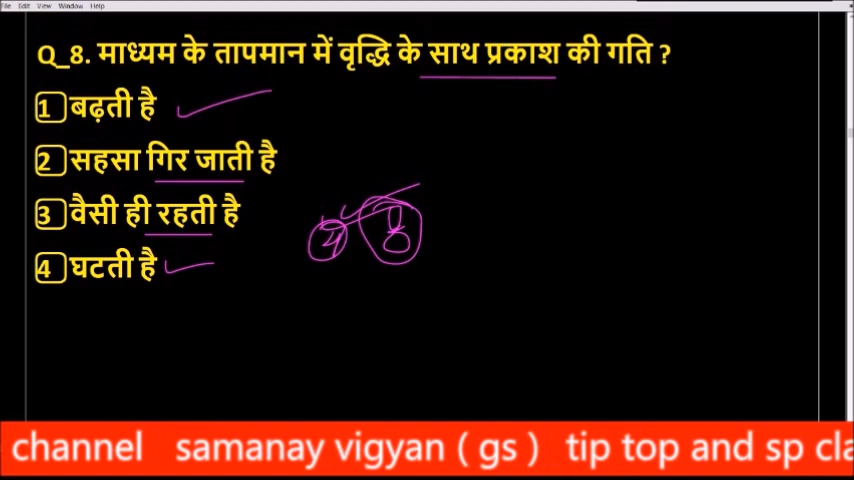 File Edit View Window Help
Q_8. माध्यम के तापमान में वृद्धि के साथ प्रकाश की गति ?
1 बढ़ती है
2 सहसा गिर जाती है
3 वैसी ही रहती है
4 घटती है
4
channel samanay vigyan ( gs ) tip top and sp cla